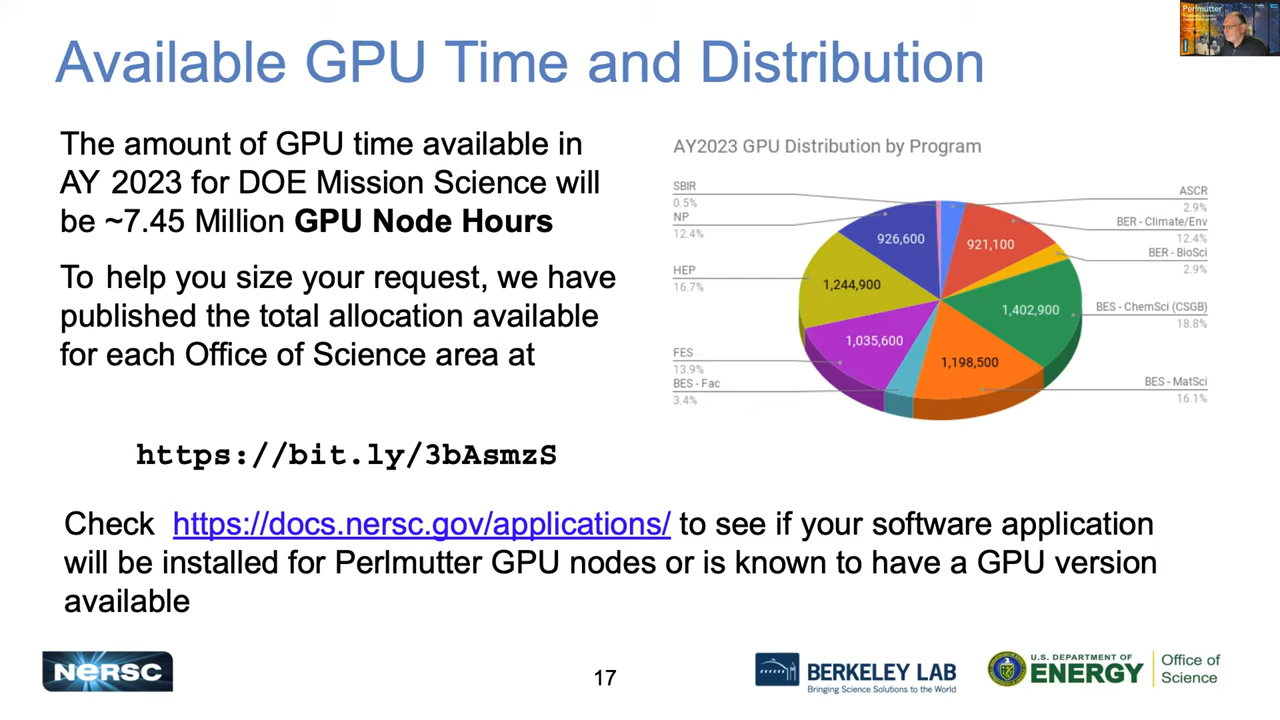 Perlmutter
Available GPU Time and Distribution
The amount of GPU time available in
AY 2023 for DOE Mission Science will
be ~7.45 Million GPU Node Hours
To help you size your request, we have
published the total allocation available
for each Office of Science area at
https://bit.ly/3bAsmzS
AY2023 GPU Distribution by Program
SBIR
0.5%
NP
12.4%
HEP
16.7%
FES
13.9%
BES - Fac
3.4%
926,600
921,100
1,244,900
1,402,900
1,035,600
1,198,500
ASCR
2.9%
BER - Climate/Env
12.4%
BER - BioSci
2.9%
BES - ChemSci (CSGB)
18.8%
BES - MatSci
16.1%
Check https://docs.nersc.gov/applications/ to see if your software application
will be installed for Perlmutter GPU nodes or is known to have a GPU version
available
NERSC
17
BERKELEY LAB
Bringing Science Solutions to the World
U.S. DEPARTMENT OF
ENERGY
Office of
Science